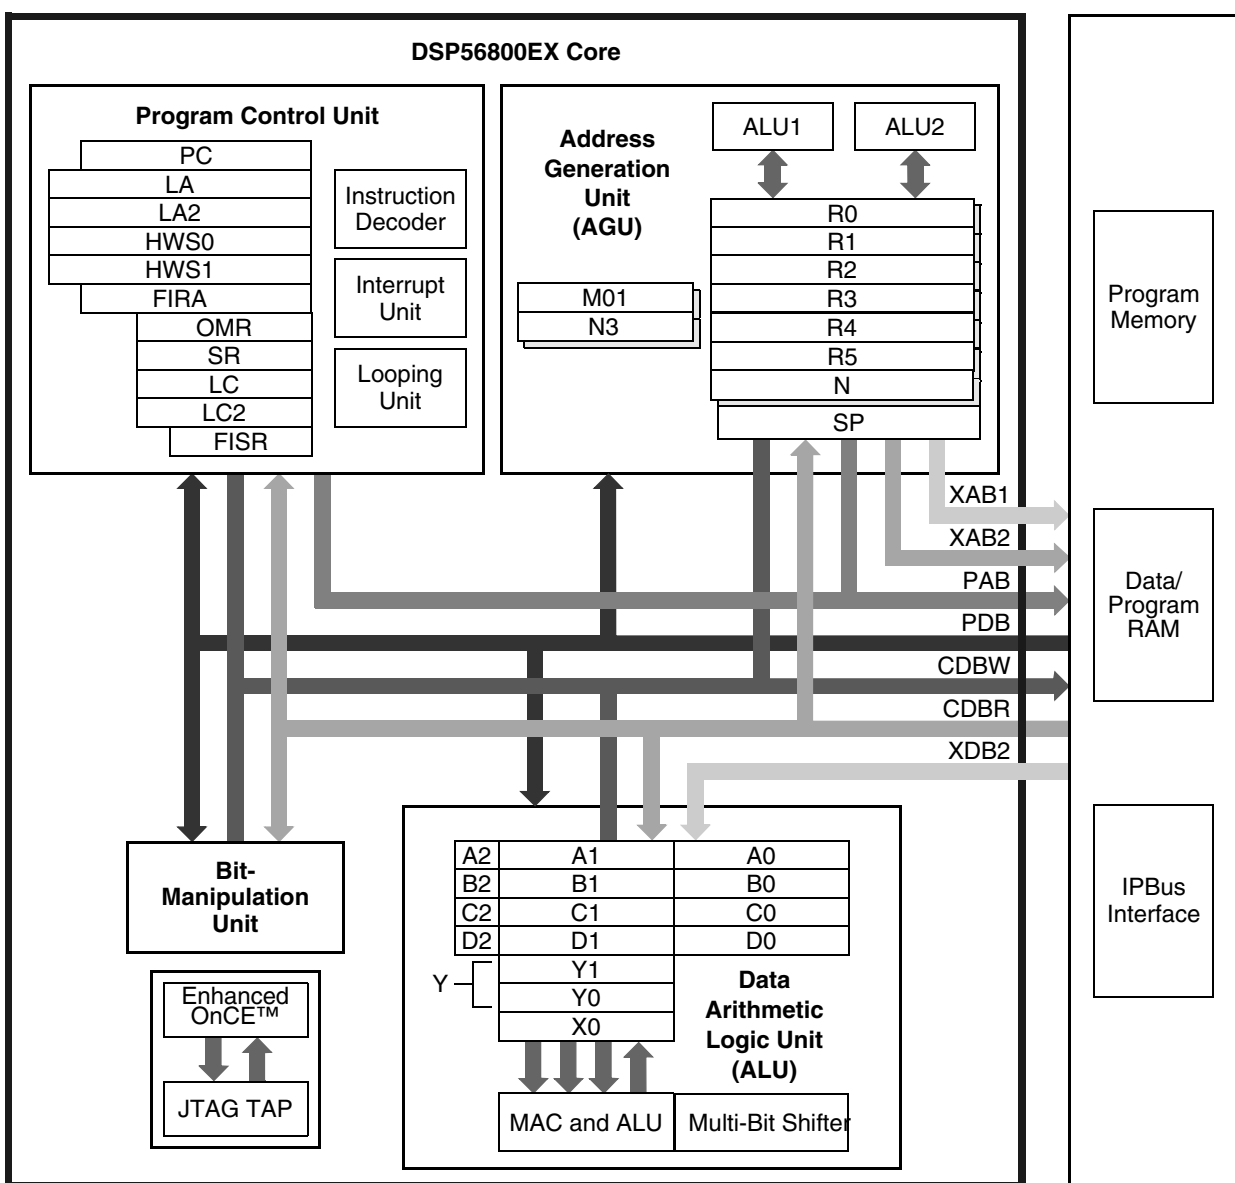 DSP56800EX Core
Program Control Unit
PC
LA
LA2
HWS0
HWS1
FIRA
OMR
SR
LC
LC2
FISR
Instruction
Decoder
Interrupt
Unit
Looping
Unit
Address
Generation
Unit
(AGU)
ALU1
ALU2
R0
R1
R2
R3
R4
R5
N
SP
M01
N3
XAB1
XAB2
PAB
PDB
CDBW
CDBR
XDB2
Program
Memory
Data/
Program
RAM
IPBus
Interface
Bit-
Manipulation
Unit
Enhanced
OnCE™
JTAG TAP
A2 A1 A0
B2 B1 B0
C2 C1 C0
D2 D1 D0
Y
Y1
Y0
X0
Data
Arithmetic
Logic Unit
(ALU)
MAC and ALU
Multi-Bit Shifter